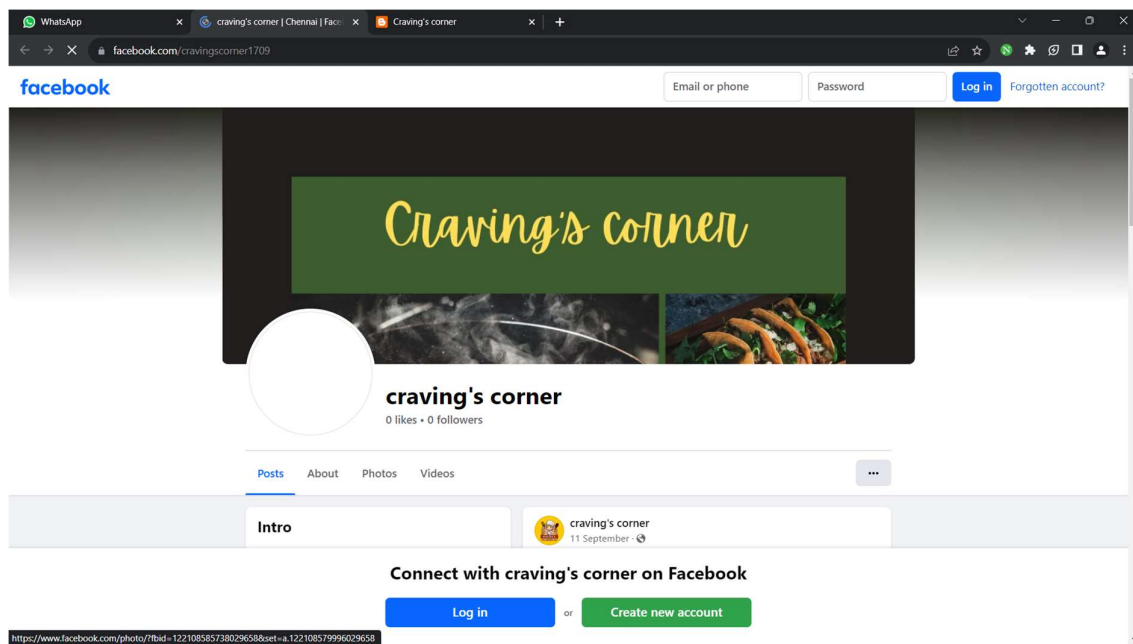 WhatsApp
craving's corner | Chennai | Face
Craving's corner
facebook.com/cravingscorner1709
facebook
Email or phone
Password
Log in
Forgotten account?
Craving's corner
craving's corner
0 likes • 0 followers
Posts
About
Photos
Videos
Intro
craving's corner
11 September ·
Connect with craving's corner on Facebook
Log in
or
Create new account
https://www.facebook.com/photo/?fbid=122108585738029658&set=a.122108579996029658